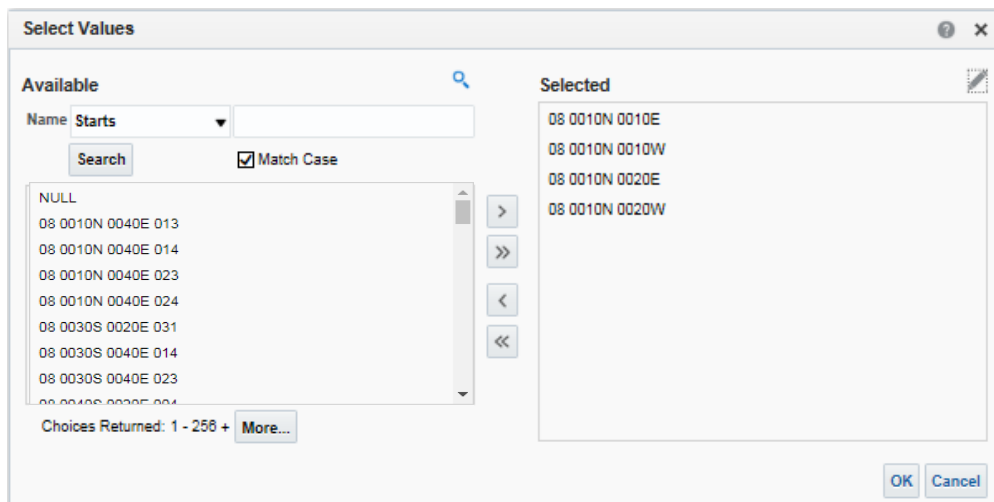 Select Values
Available
Name Starts
Search
Match Case
NULL
08 0010N 0040E 013
08 0010N 0040E 014
08 0010N 0040E 023
08 0010N 0040E 024
08 0030S 0020E 031
08 0030S 0040E 014
08 0030S 0040E 023
Choices Returned: 1 - 256 + More...
Selected
08 0010N 0010E
08 0010N 0010W
08 0010N 0020E
08 0010N 0020W
OK Cancel